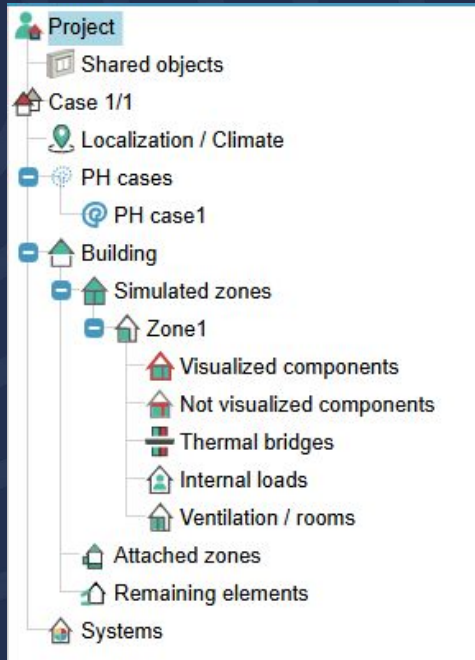 Project
Shared objects
Case 1/1
Localization / Climate
PH cases
PH case1
Building
Simulated zones
Zone1
Visualized components
Not visualized components
Thermal bridges
Internal loads
Ventilation / rooms
Attached zones
Remaining elements
Systems